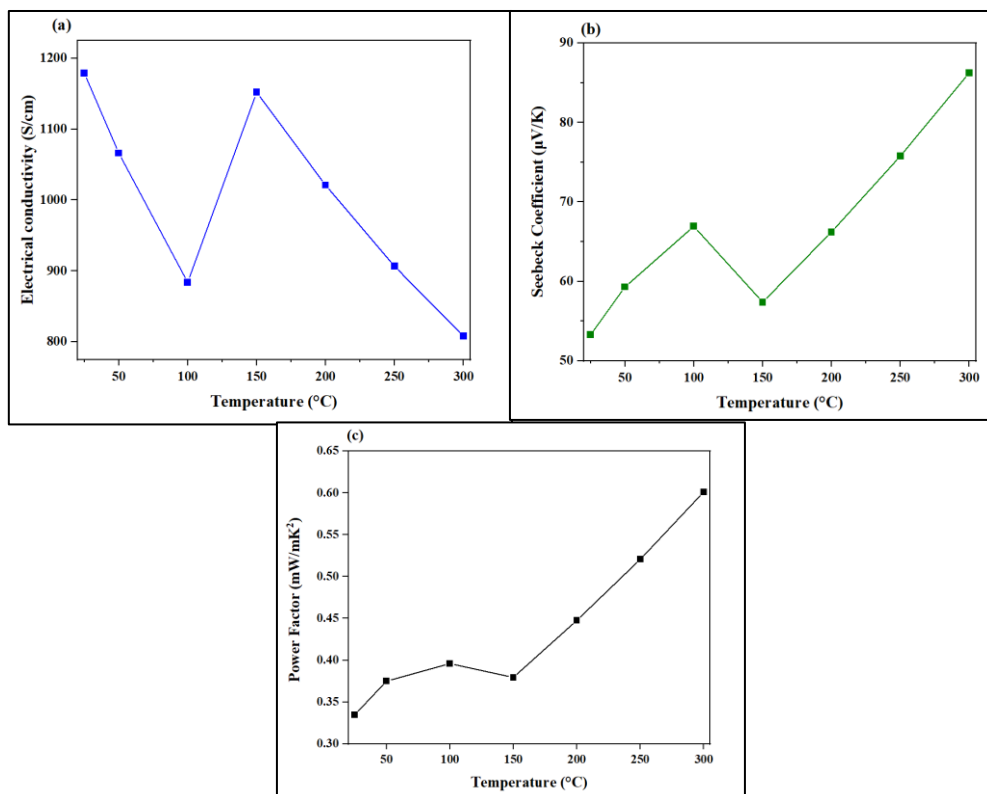 (a)
Electrical conductivity (S/cm)
1200
1100
1000
900
800
50 100 150 200 250 300
Temperature (°C)
(b)
Seebeck Coefficient (µV/K)
90
80
70
60
50
50 100 150 200 250 300
Temperature (°C)
(c)
Power Factor (mW/mK²)
0.65
0.60
0.55
0.50
0.45
0.40
0.35
0.30
50 100 150 200 250 300
Temperature (°C)